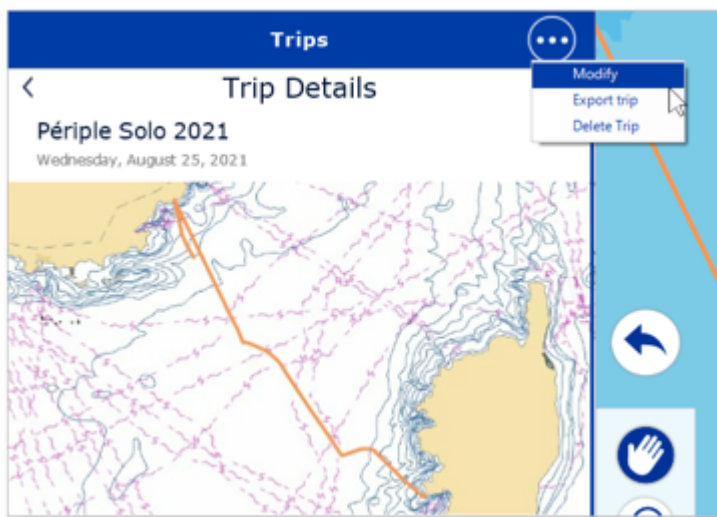 Trips
Modify
Export trip
Delete Trip
Trip Details
Périple Solo 2021
Wednesday, August 25, 2021